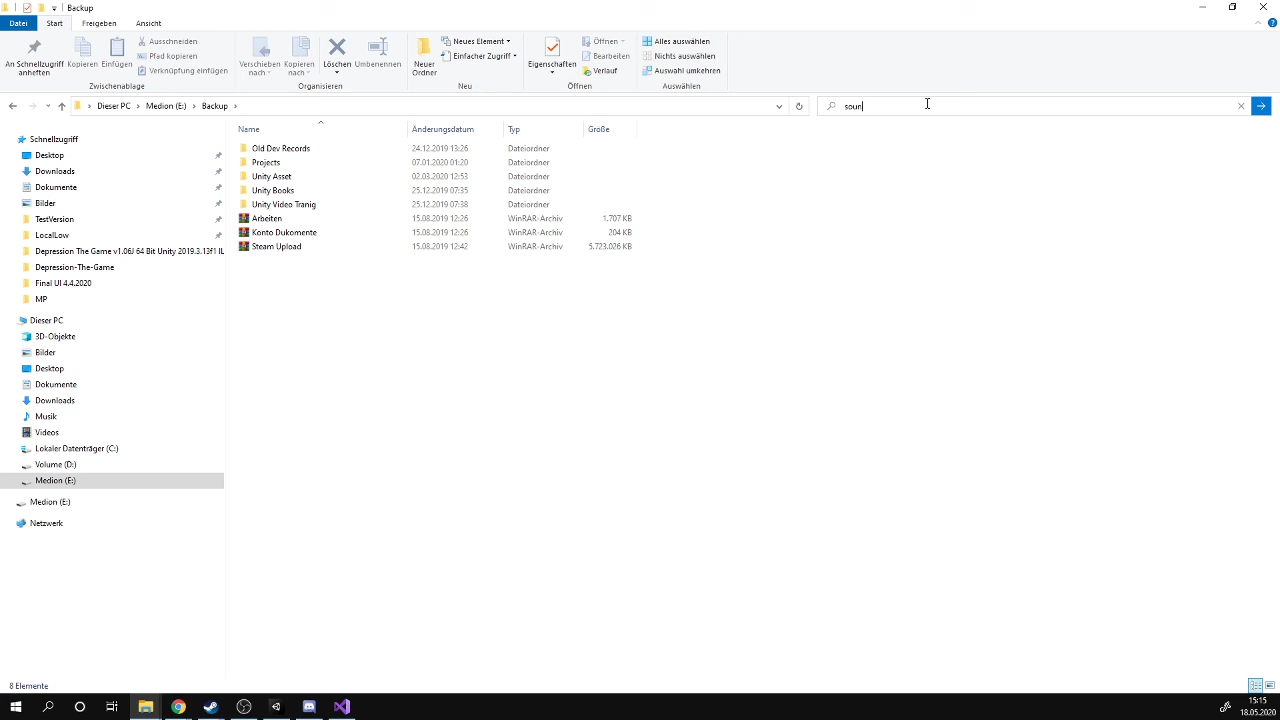 Backup
Datei Start Freigeben Ansicht
An Schnellzugriff anheften
Kopieren
Einfügen
Ausschneiden
Pfad kopieren
Verknüpfung einfügen
Zwischenablage
Verschieben nach
Kopieren nach
Löschen
Umbenennen
Organisieren
Neuer Ordner
Neues Element
Einfacher Zugriff
Neu
Eigenschaften
Öffnen
Bearbeiten
Verlauf
Öffnen
Alles auswählen
Nichts auswählen
Auswahl umkehren
Auswählen
Dieser PC > Medion (E:) > Backup >
soun
Schnellzugriff
Desktop
Downloads
Dokumente
Bilder
TestVersion
LocalLow
Depression The Game v1.06J 64 Bit Unity 2019.3.13f1 IL
Depression-The-Game
Final UI 4.4.2020
MP
Dieser PC
3D-Objekte
Bilder
Desktop
Dokumente
Downloads
Musik
Videos
Lokaler Datenträger (C:)
Volume (D:)
Medion (E:)
Medion (E:)
Netzwerk
Name Änderungsdatum Typ Größe
Old Dev Records 24.12.2019 13:26 Dateiordner
Projects 07.01.2020 01:20 Dateiordner
Unity Asset 02.03.2020 12:53 Dateiordner
Unity Books 25.12.2019 07:35 Dateiordner
Unity Video Tranig 25.12.2019 07:38 Dateiordner
Arbeiten 15.08.2019 12:26 WinRAR-Archiv 1.707 KB
Konto Dukomente 15.08.2019 12:26 WinRAR-Archiv 204 KB
Steam Upload 15.08.2019 12:42 WinRAR-Archiv 5.723.026 KB
8 Elemente
15:15
18.05.2020